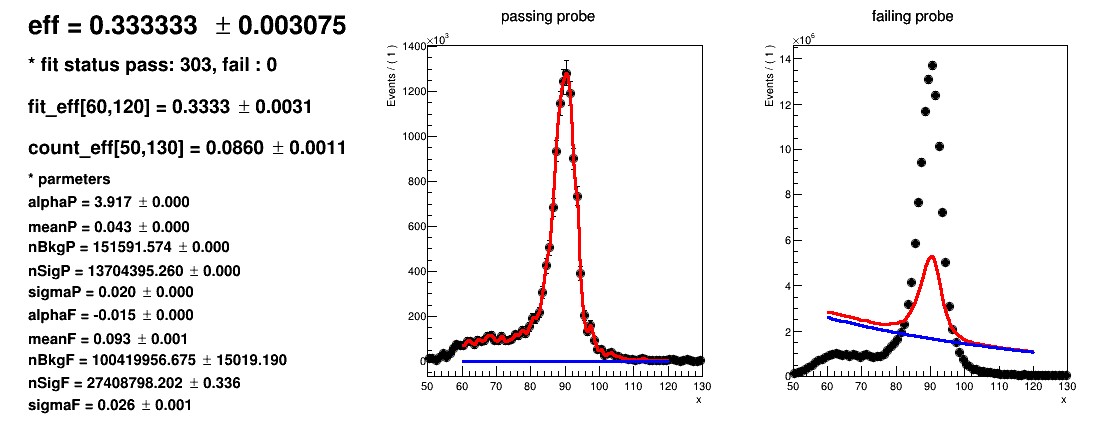 eff = 0.333333 ± 0.003075
* fit status pass: 303, fail : 0
fit_eff[60,120] = 0.3333 ± 0.0031
count_eff[50,130] = 0.0860 ± 0.0011
* parmeters
alphaP = 3.917 ± 0.000
meanP = 0.043 ± 0.000
nBkgP = 151591.574 ± 0.000
nSigP = 13704395.260 ± 0.000
sigmaP = 0.020 ± 0.000
alphaF = -0.015 ± 0.000
meanF = 0.093 ± 0.001
nBkgF = 100419956.675 ± 15019.190
nSigF = 27408798.202 ± 0.336
sigmaF = 0.026 ± 0.001
passing probe
×10³
Events / ( 1 )
1400
1200
1000
800
600
400
200
0
50 60 70 80 90 100 110 120 130
x
failing probe
×10⁶
Events / ( 1 )
14
12
10
8
6
4
2
0
50 60 70 80 90 100 110 120 130
x